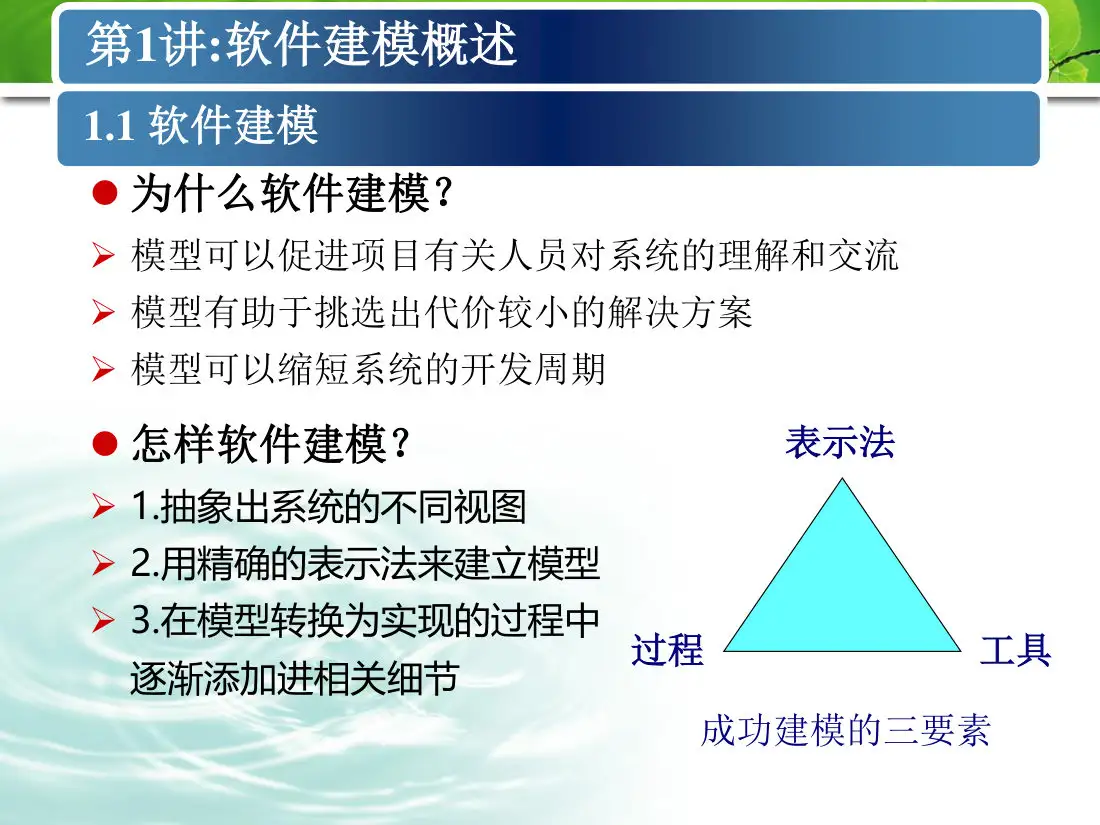 第1讲:软件建模概述
1.1 软件建模
为什么软件建模？
模型可以促进项目有关人员对系统的理解和交流
模型有助于挑选出代价较小的解决方案
模型可以缩短系统的开发周期
怎样软件建模？
1.抽象出系统的不同视图
2.用精确的表示法来建立模型
3.在模型转换为实现的过程中
逐渐添加进相关细节
表示法
过程
工具
成功建模的三要素